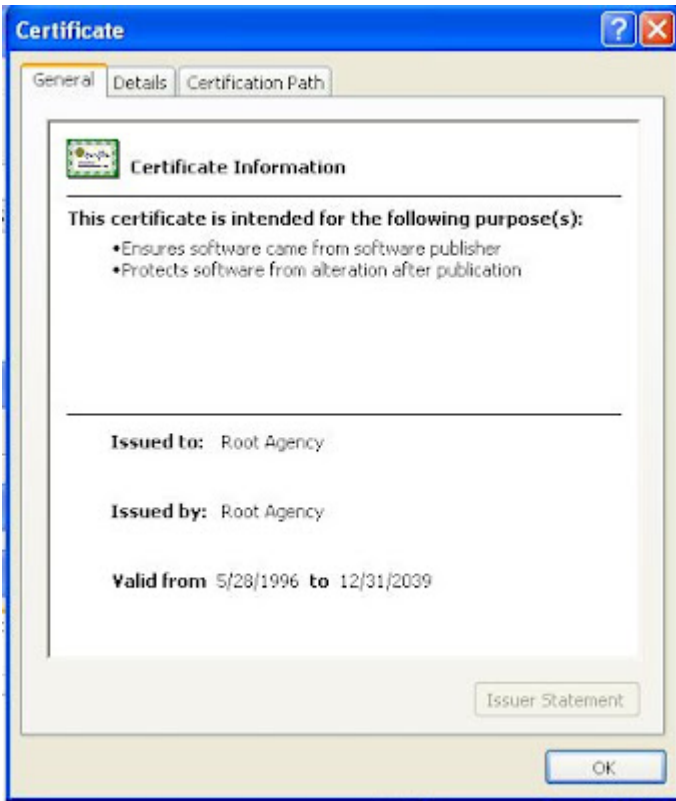 Certificate
General Details Certification Path
Certificate Information
This certificate is intended for the following purpose(s):
•Ensures software came from software publisher
•Protects software from alteration after publication
Issued to: Root Agency
Issued by: Root Agency
Valid from 5/28/1996 to 12/31/2039
Issuer Statement
OK